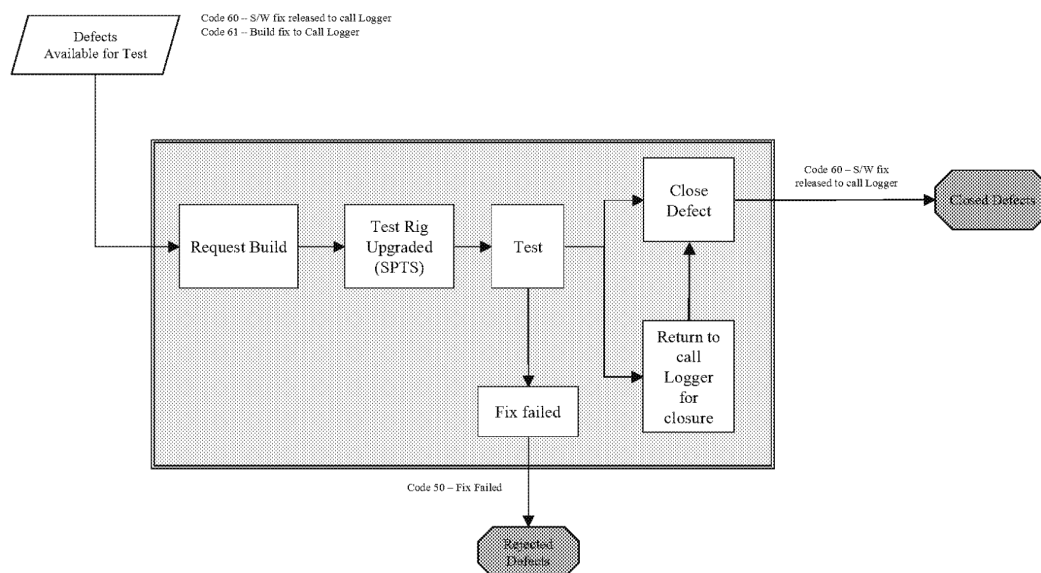 Code 60 – S/W fix released to call Logger
Code 61 – Build fix to Call Logger
Defects
Available for Test
Request Build
Test Rig
Upgraded
(SPTS)
Test
Close
Defect
Code 60 – S/W fix
released to call Logger
Closed Defects
Return to
call
Logger
for
closure
Fix failed
Code 50 – Fix Failed
Rejected
Defects